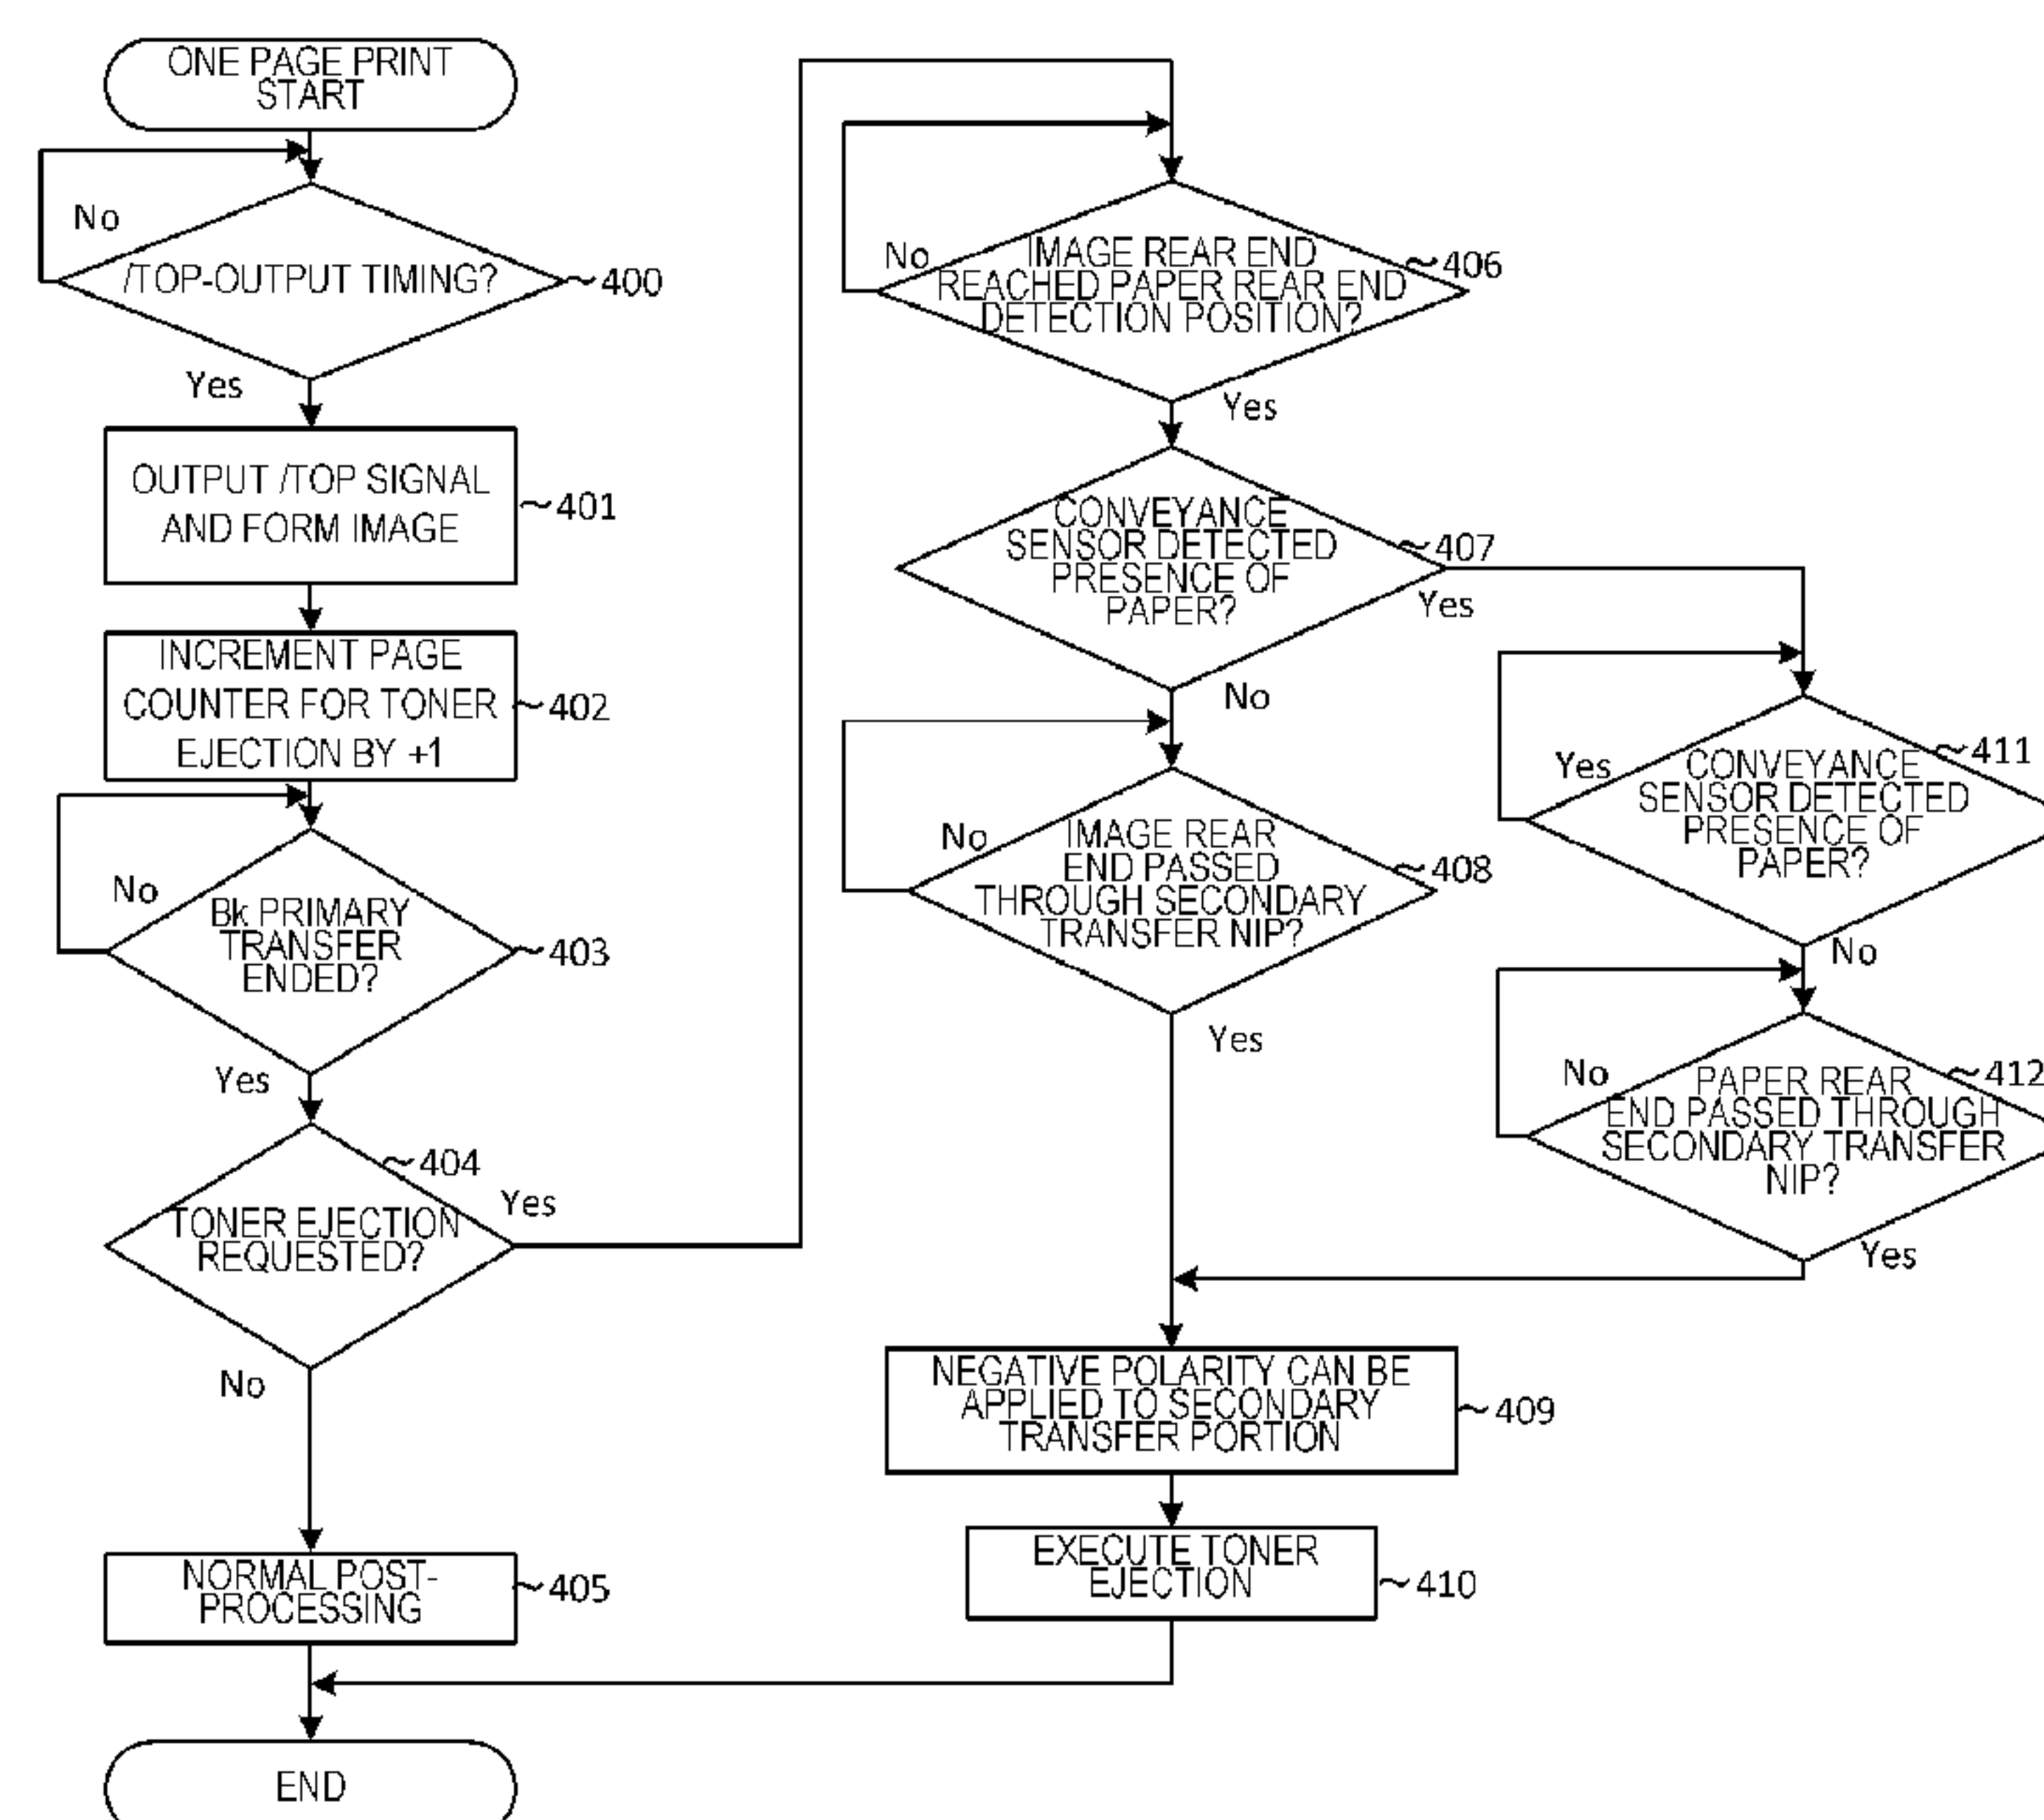 ONE PAGE PRINT
START
No
/TOP-OUTPUT TIMING?
~400
Yes
OUTPUT /TOP SIGNAL
AND FORM IMAGE
~401
INCREMENT PAGE
COUNTER FOR TONER
EJECTION BY +1
~402
No
Bk PRIMARY
TRANSFER
ENDED?
~403
Yes
~404
TONER EJECTION
REQUESTED?
Yes
No
NORMAL POST-
PROCESSING
~405
END
No
IMAGE REAR END
REACHED PAPER REAR END
DETECTION POSITION?
~406
Yes
CONVEYANCE
SENSOR DETECTED
PRESENCE OF
PAPER?
~407
Yes
No
No
IMAGE REAR
END PASSED
THROUGH SECONDARY
TRANSFER NIP?
~408
Yes
NEGATIVE POLARITY CAN BE
APPLIED TO SECONDARY
TRANSFER PORTION
~409
EXECUTE TONER
EJECTION
~410
Yes
CONVEYANCE
SENSOR DETECTED
PRESENCE OF
PAPER?
~411
No
No
PAPER REAR
END PASSED THROUGH
SECONDARY TRANSFER
NIP?
~412
Yes